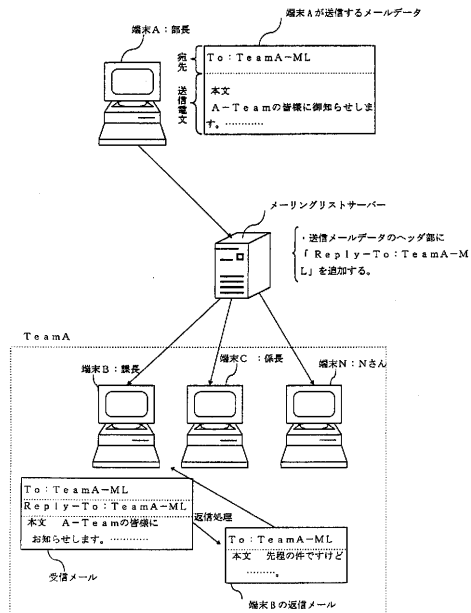 端末Aが送信するメールデータ
端末A：部長
宛先
To：TeamA－ML
送信電文
本文
A－Teamの皆様に御知らせしま
す。…………
メーリングリストサーバー
・送信メールデータのヘッダ部に
「Reply－To：TeamA－M
L」を追加する。
TeamA
端末B：課長
端末C：係長
端末N：Nさん
To：TeamA－ML
Reply－To：TeamA－ML
本文　A－Teamの皆様に
お知らせします。…………
受信メール
返信処理
To：TeamA－ML
本文　先程の件ですけど
………。
端末Bの返信メール